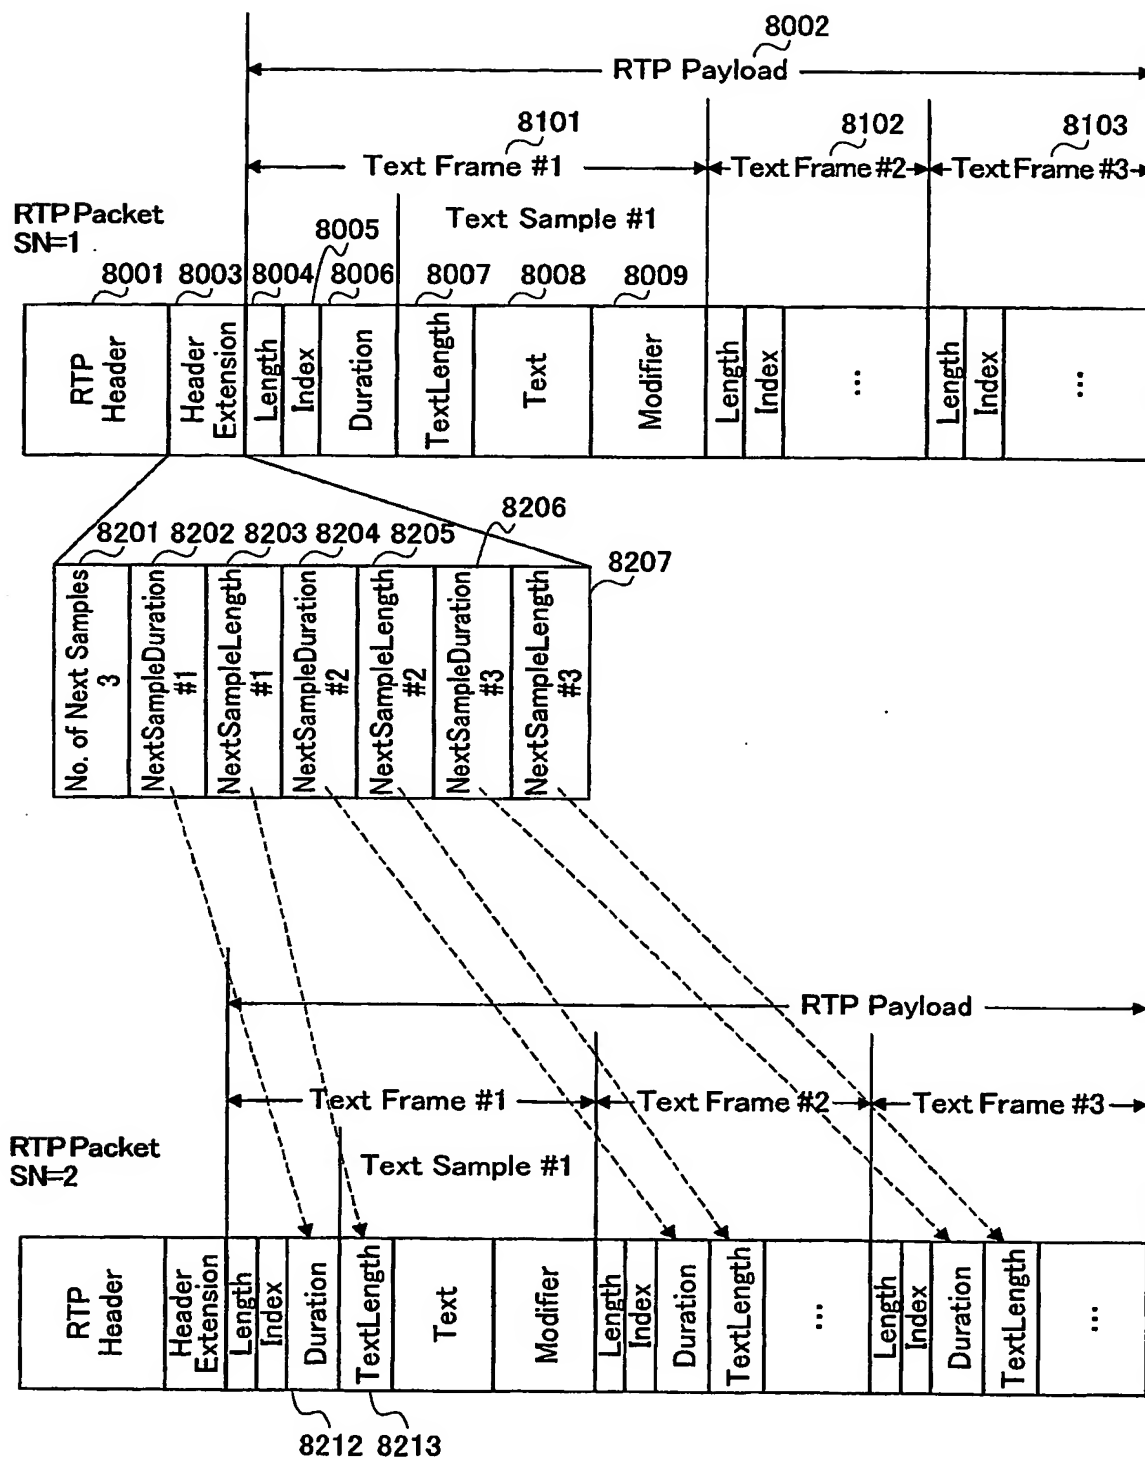 8002
RTP Payload
8101
8102
8103
Text Frame #1
Text Frame #2
Text Frame #3
RTP Packet
SN=1
Text Sample #1
8005
8001
8003
8004
8006
8007
8008
8009
RTP
Header
Header
Extension
Length
Index
Duration
TextLength
Text
Modifier
Length
Index
...
Length
Index
...
8206
8201
8202
8203
8204
8205
8207
No. of Next Samples
3
NextSampleDuration
#1
NextSampleLength
#1
NextSampleDuration
#2
NextSampleLength
#2
NextSampleDuration
#3
NextSampleLength
#3
RTP Payload
Text Frame #1
Text Frame #2
Text Frame #3
RTP Packet
SN=2
Text Sample #1
RTP
Header
Header
Extension
Length
Index
Duration
TextLength
Text
Modifier
Length
Index
Duration
TextLength
...
Length
Index
Duration
TextLength
...
8212
8213